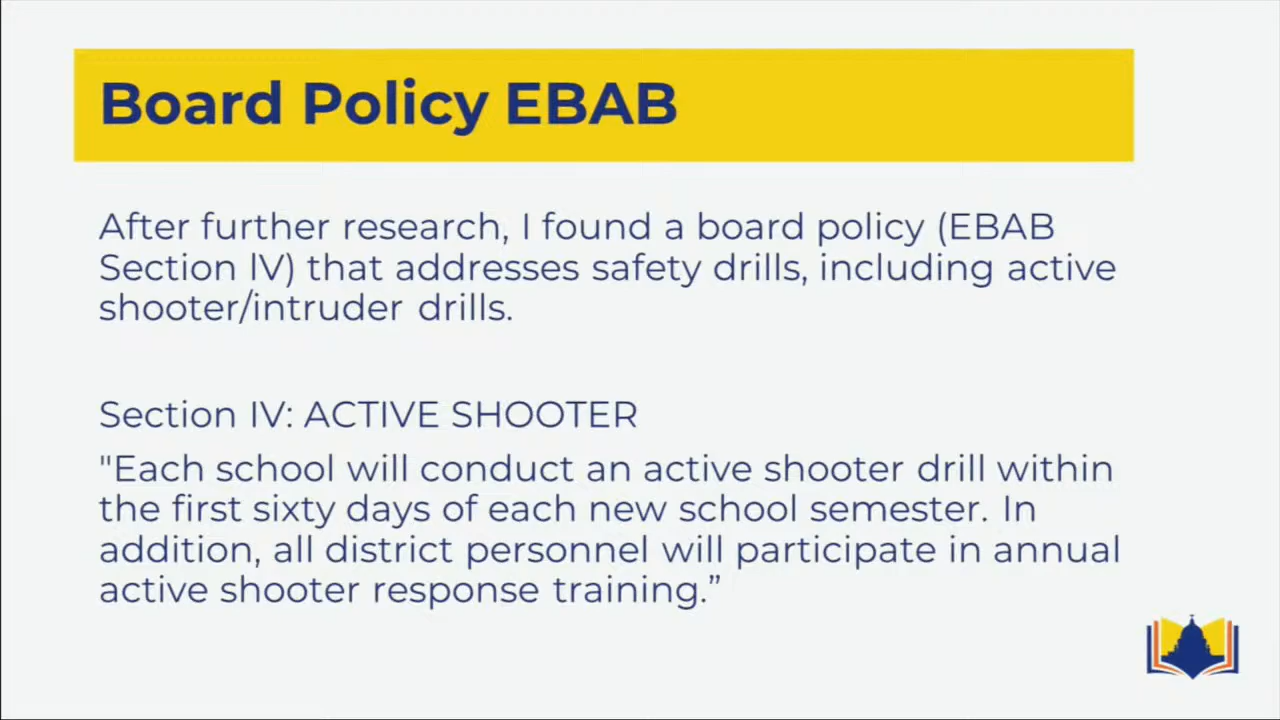 Board Policy EBAB
After further research, I found a board policy (EBAB
Section IV) that addresses safety drills, including active
shooter/intruder drills.
Section IV: ACTIVE SHOOTER
"Each school will conduct an active shooter drill within
the first sixty days of each new school semester. In
addition, all district personnel will participate in annual
active shooter response training.”